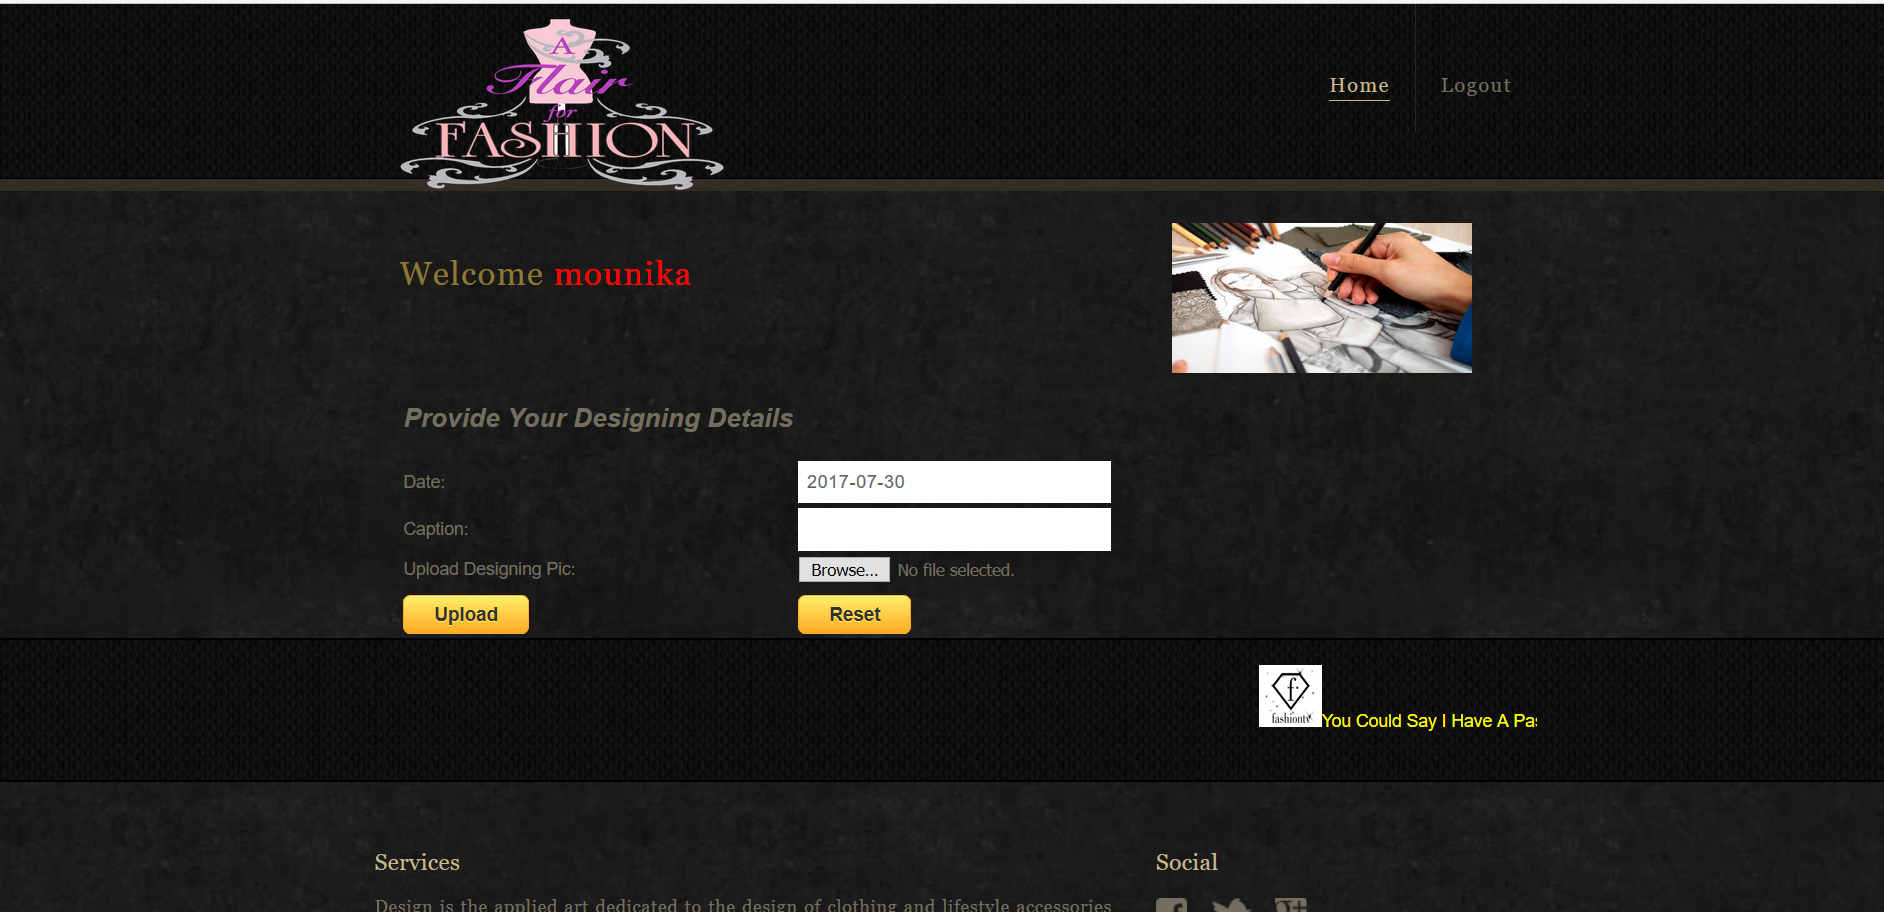 A
Flair
for
FASHION
Home
Logout
Welcome mounika
Provide Your Designing Details
Date:
2017-07-30
Caption:
Upload Designing Pic:
Browse...
No file selected.
Upload
Reset
f
fashiontv
You Could Say I Have A Pas
Services
Social
Design is the applied art dedicated to the design of clothing and lifestyle accessories